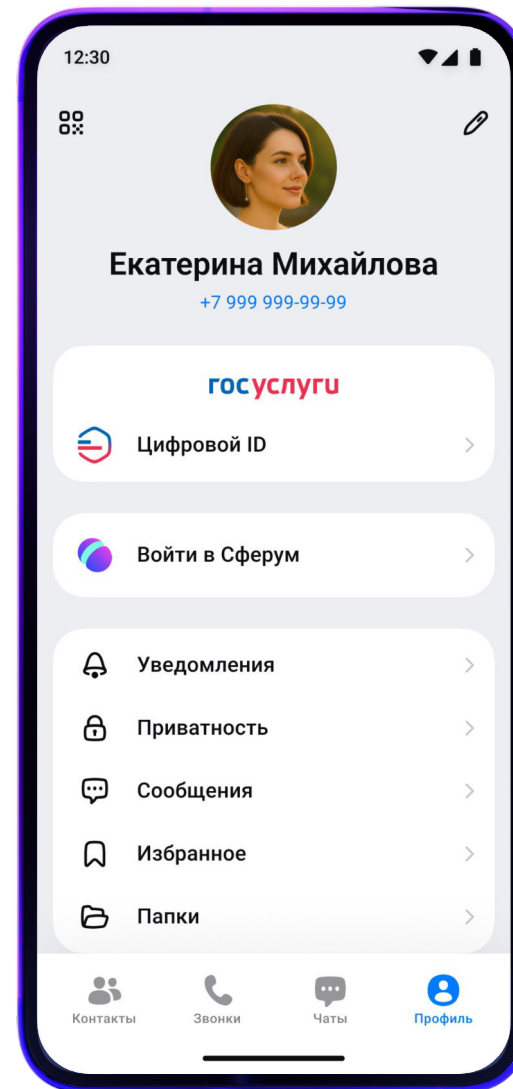 12:30
Екатерина Михайлова
+7 999 999-99-99
госуслуги
Цифровой ID
Войти в Сферум
Уведомления
Приватность
Сообщения
Избранное
Папки
Контакты
Звонки
Чаты
Профиль